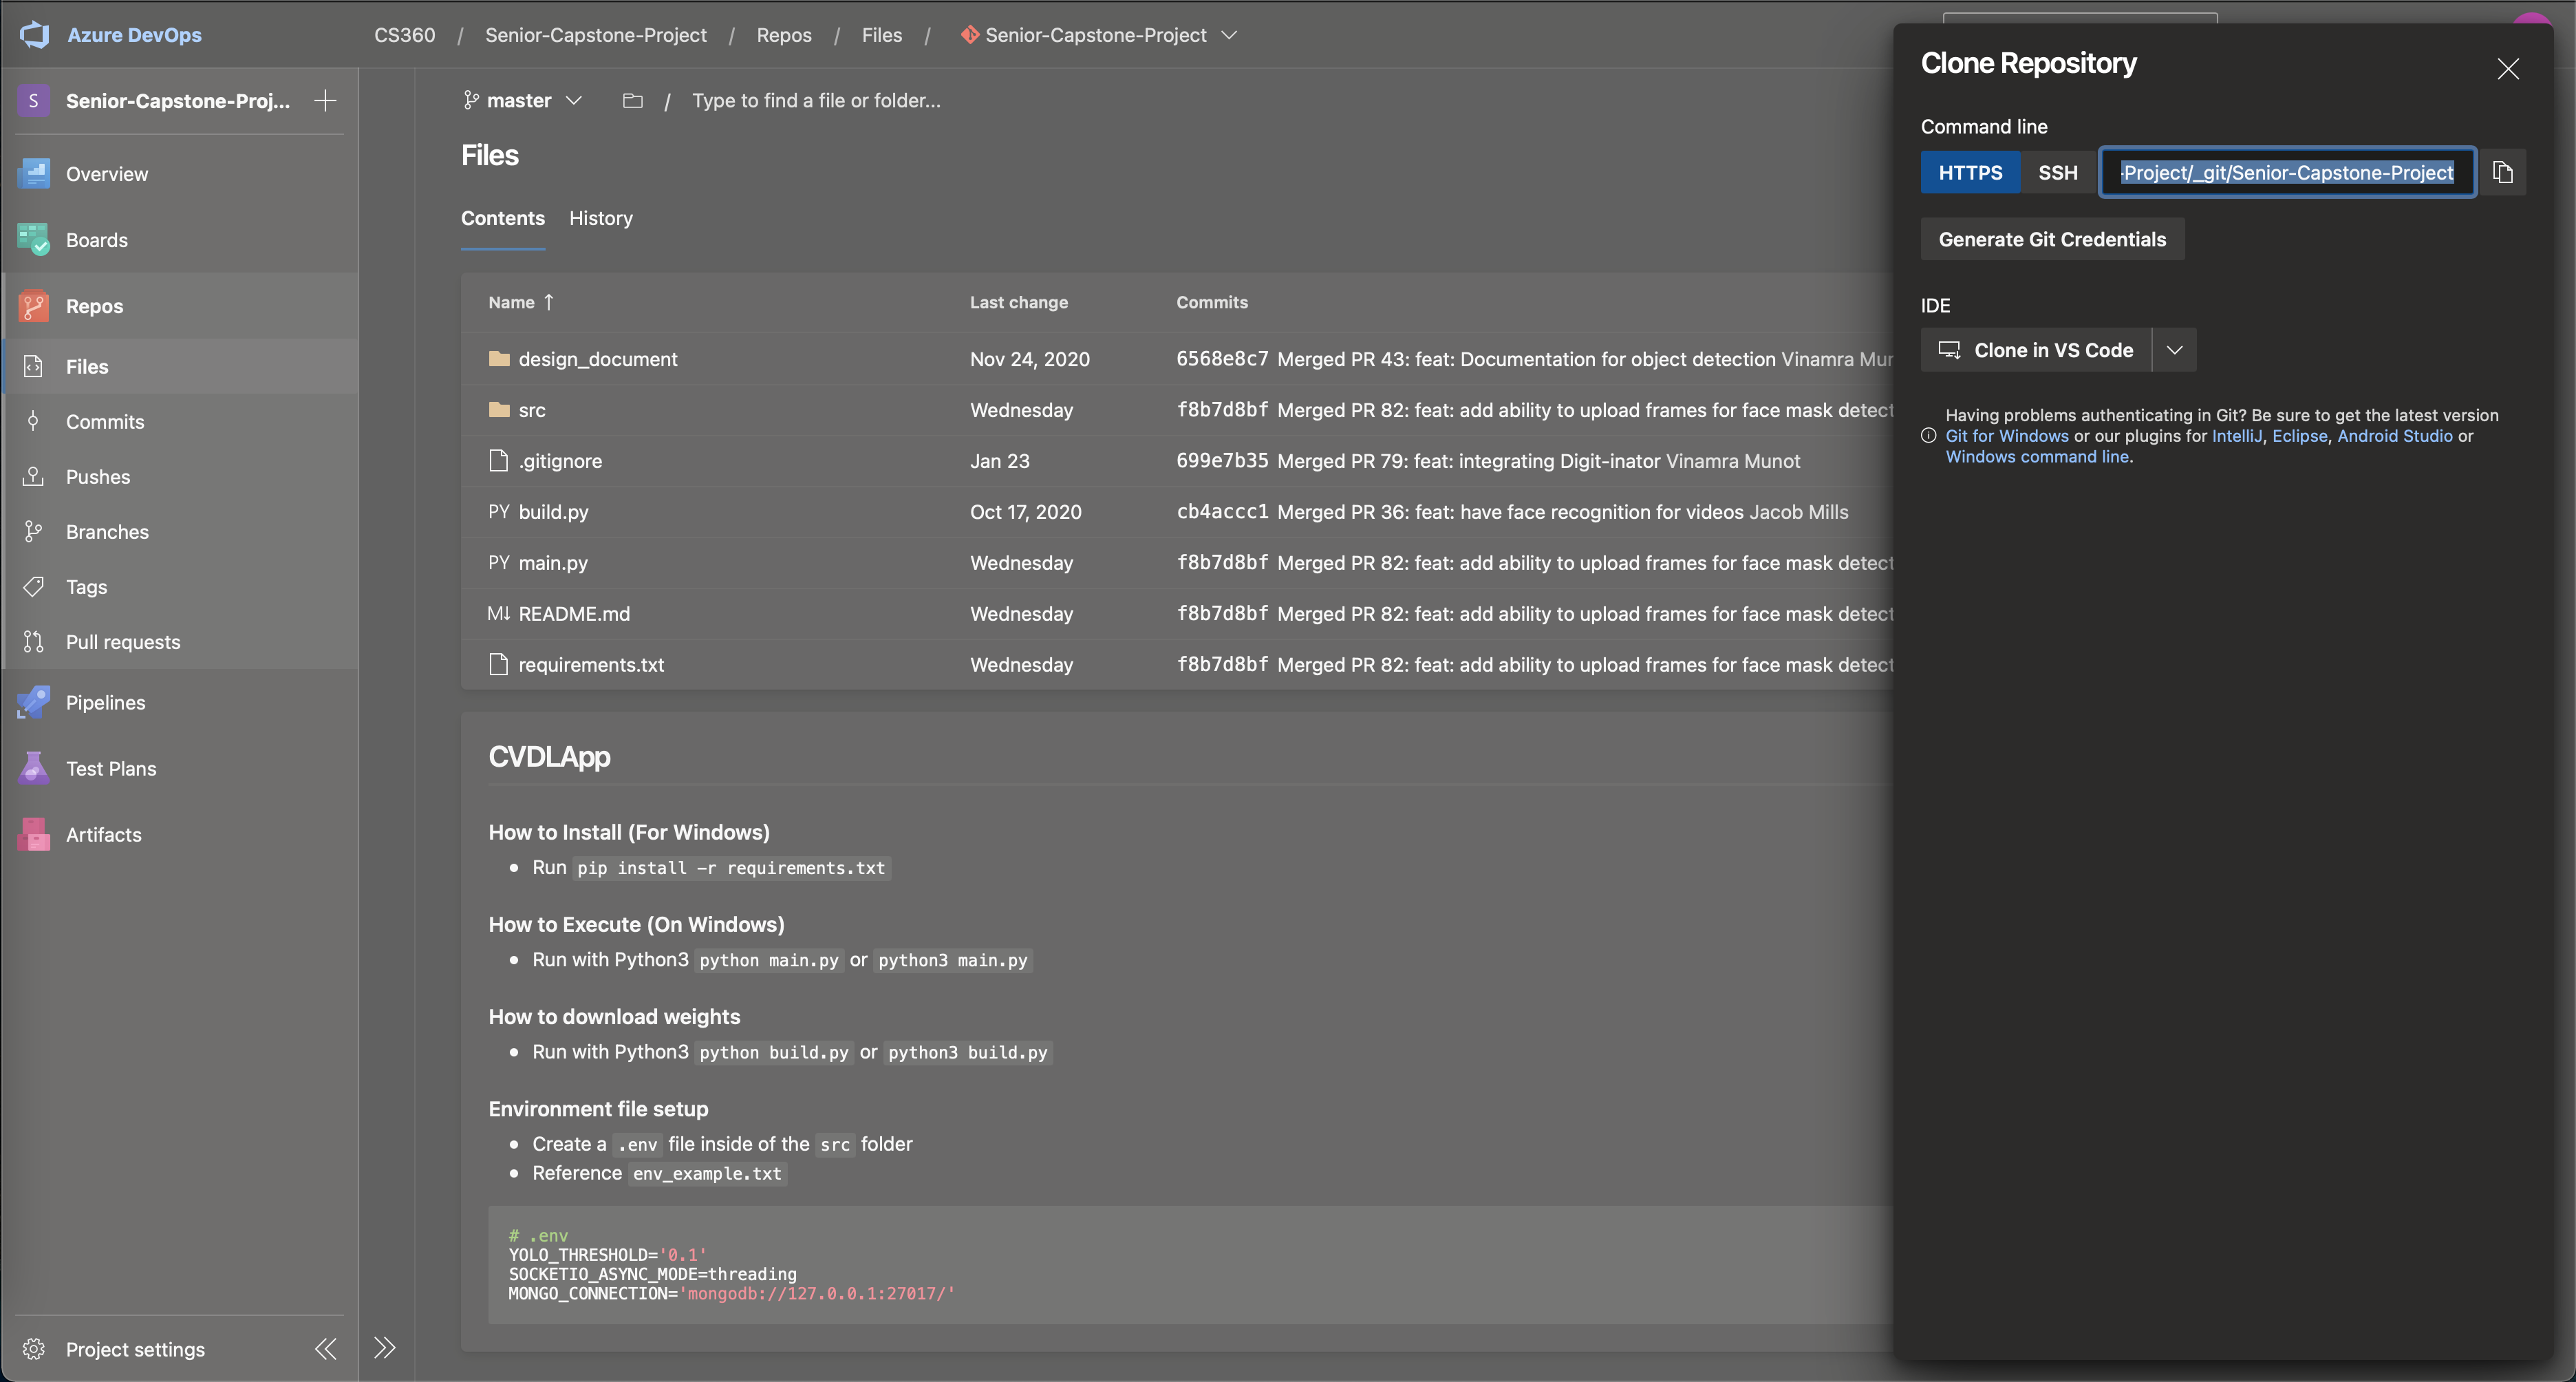 Azure DevOps
CS360 / Senior-Capstone-Project / Repos / Files / Senior-Capstone-Project
S Senior-Capstone-Proj...
Overview
Boards
Repos
Files
Commits
Pushes
Branches
Tags
Pull requests
Pipelines
Test Plans
Artifacts
Project settings
master / Type to find a file or folder...
Files
Contents History
Name ↑ Last change Commits
design_document Nov 24, 2020 6568e8c7 Merged PR 43: feat: Documentation for object detection Vinamra Mun
src Wednesday f8b7d8bf Merged PR 82: feat: add ability to upload frames for face mask detect
.gitignore Jan 23 699e7b35 Merged PR 79: feat: integrating Digit-inator Vinamra Munot
PY build.py Oct 17, 2020 cb4accc1 Merged PR 36: feat: have face recognition for videos Jacob Mills
PY main.py Wednesday f8b7d8bf Merged PR 82: feat: add ability to upload frames for face mask detect
M↓ README.md Wednesday f8b7d8bf Merged PR 82: feat: add ability to upload frames for face mask detect
requirements.txt Wednesday f8b7d8bf Merged PR 82: feat: add ability to upload frames for face mask detect
CVDLApp
How to Install (For Windows)
• Run pip install -r requirements.txt
How to Execute (On Windows)
• Run with Python3 python main.py or python3 main.py
How to download weights
• Run with Python3 python build.py or python3 build.py
Environment file setup
• Create a .env file inside of the src folder
• Reference env_example.txt
# .env
YOLO_THRESHOLD='0.1'
SOCKETIO_ASYNC_MODE=threading
MONGO_CONNECTION='mongodb://127.0.0.1:27017/'
Clone Repository
Command line
HTTPS SSH -Project/_git/Senior-Capstone-Project
Generate Git Credentials
IDE
Clone in VS Code
Having problems authenticating in Git? Be sure to get the latest version
Git for Windows or our plugins for IntelliJ, Eclipse, Android Studio or
Windows command line.